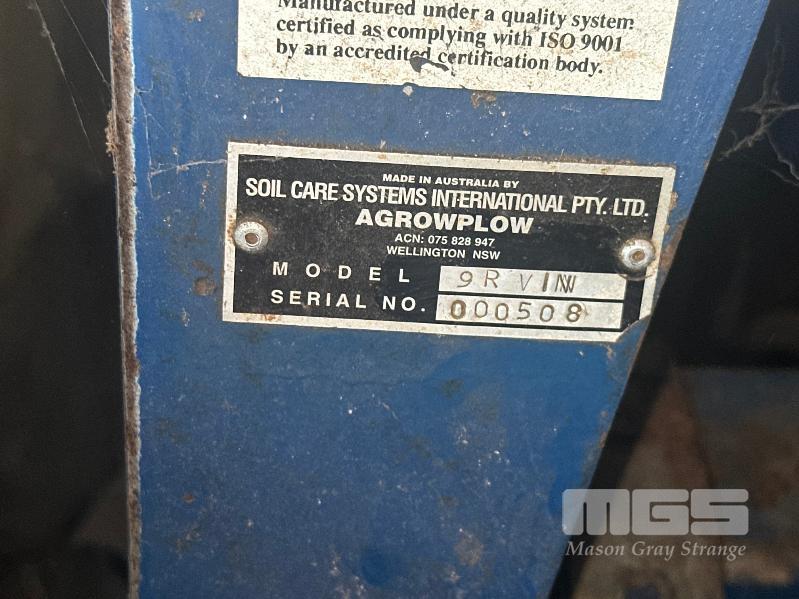 Manufactured under a quality system
certified as complying with ISO 9001
by an accredited certification body.
MADE IN AUSTRALIA BY
SOIL CARE SYSTEMS INTERNATIONAL PTY. LTD.
AGROWPLOW
ACN: 075 828 947
WELLINGTON NSW
MODEL 9R VIN
SERIAL NO. 000508
MGS
Mason Gray Strange